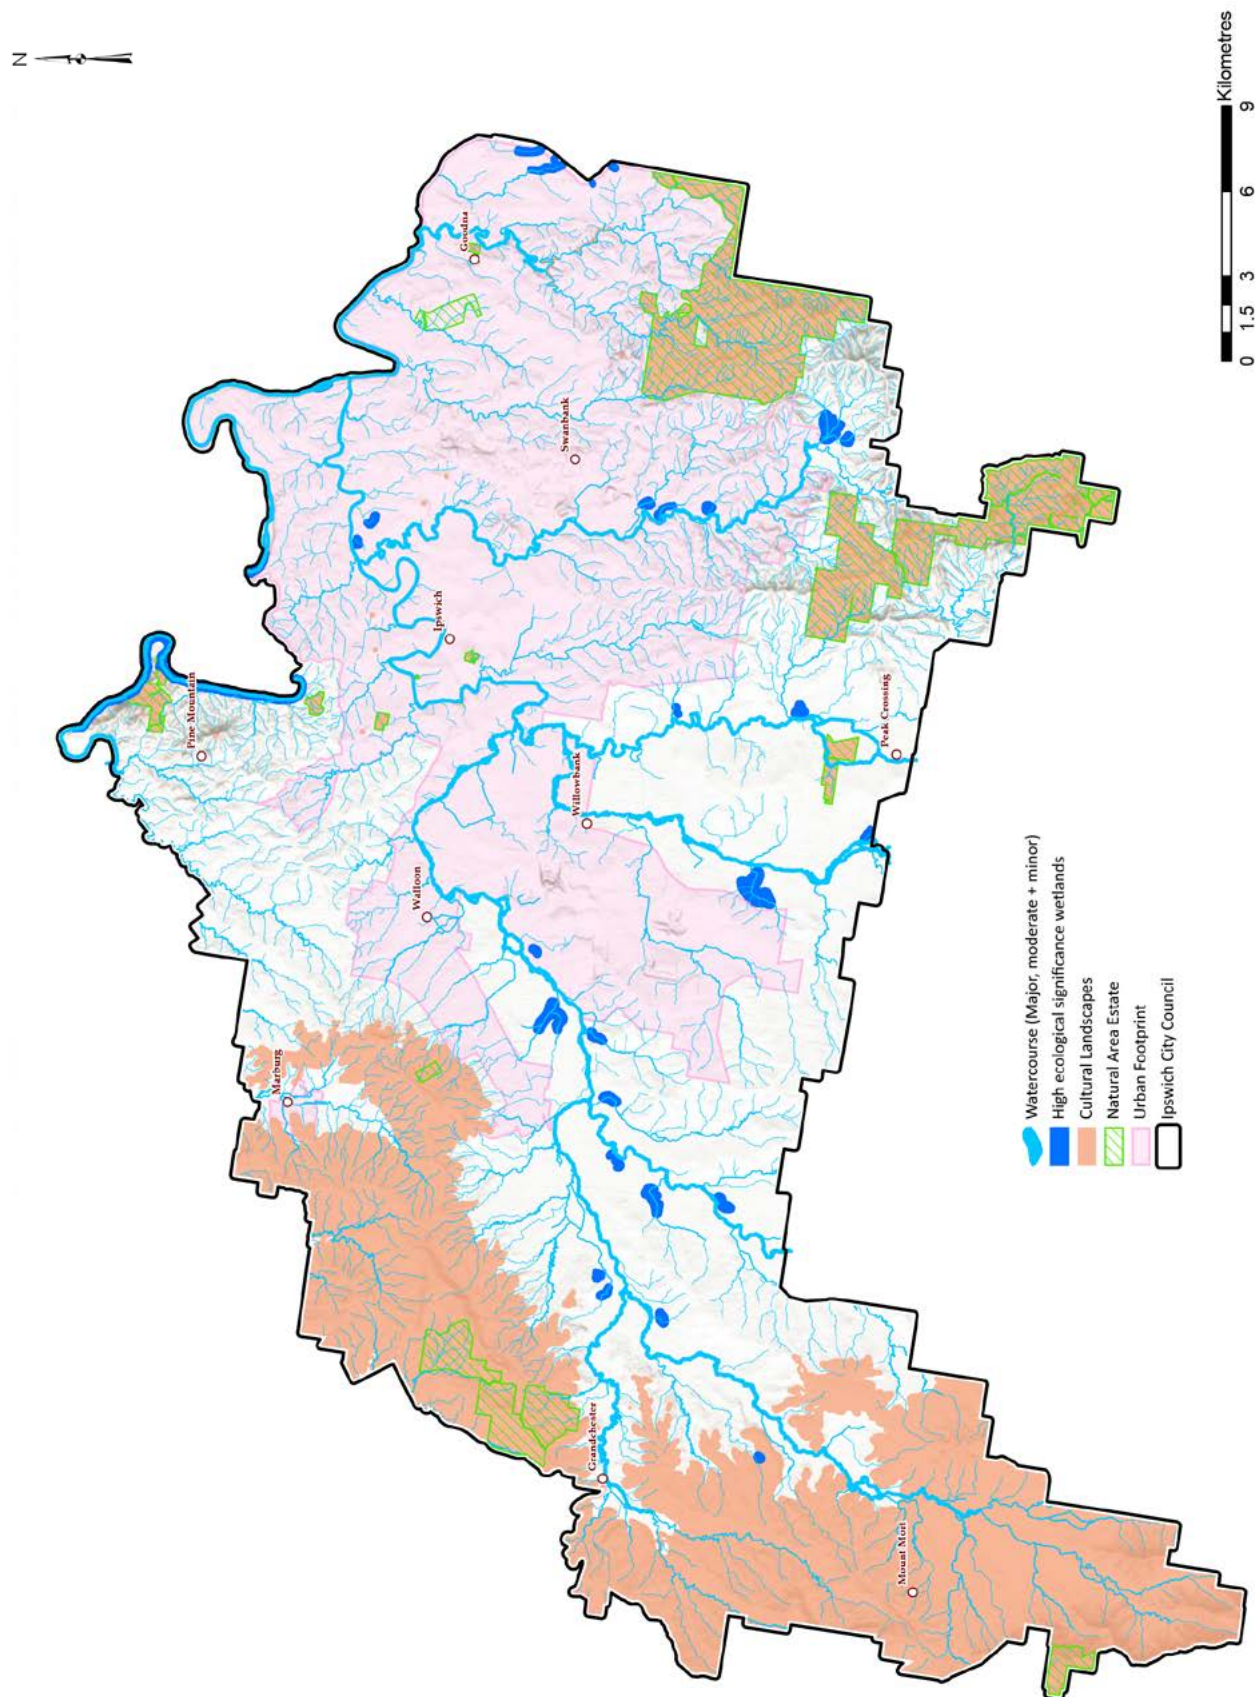 N
Pine Mountain
Marburg
Walloon
Goodna
Ipswich
Swanbank
Willowbank
Grandchester
Peak Crossing
Mount Mort
Watercourse (Major, moderate + minor)
High ecological significance wetlands
Cultural Landscapes
Natural Area Estate
Urban Footprint
Ipswich City Council
0 1.5 3 6 9
Kilometres